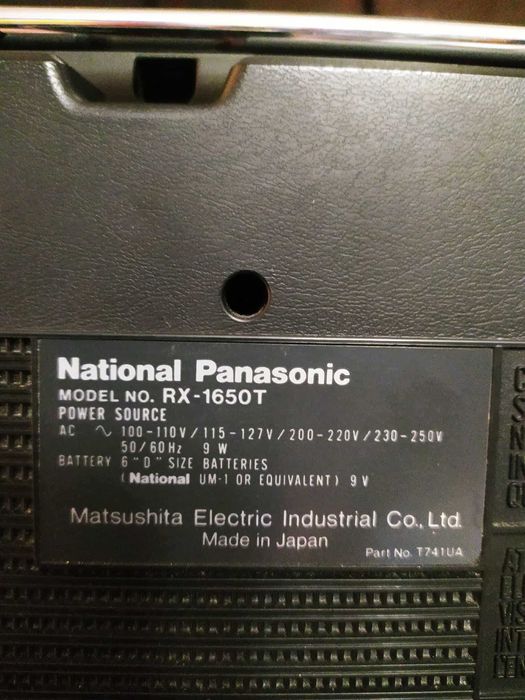 National Panasonic
MODEL NO. RX-1650T
POWER SOURCE
AC ∿ 100-110V/115-127V/200-220V/230-250V
50/60Hz 9 W
BATTERY 6 "D" SIZE BATTERIES
(National UM-1 OR EQUIVALENT) 9 V
Matsushita Electric Industrial Co., Ltd.
Made in Japan
Part No. T741UA